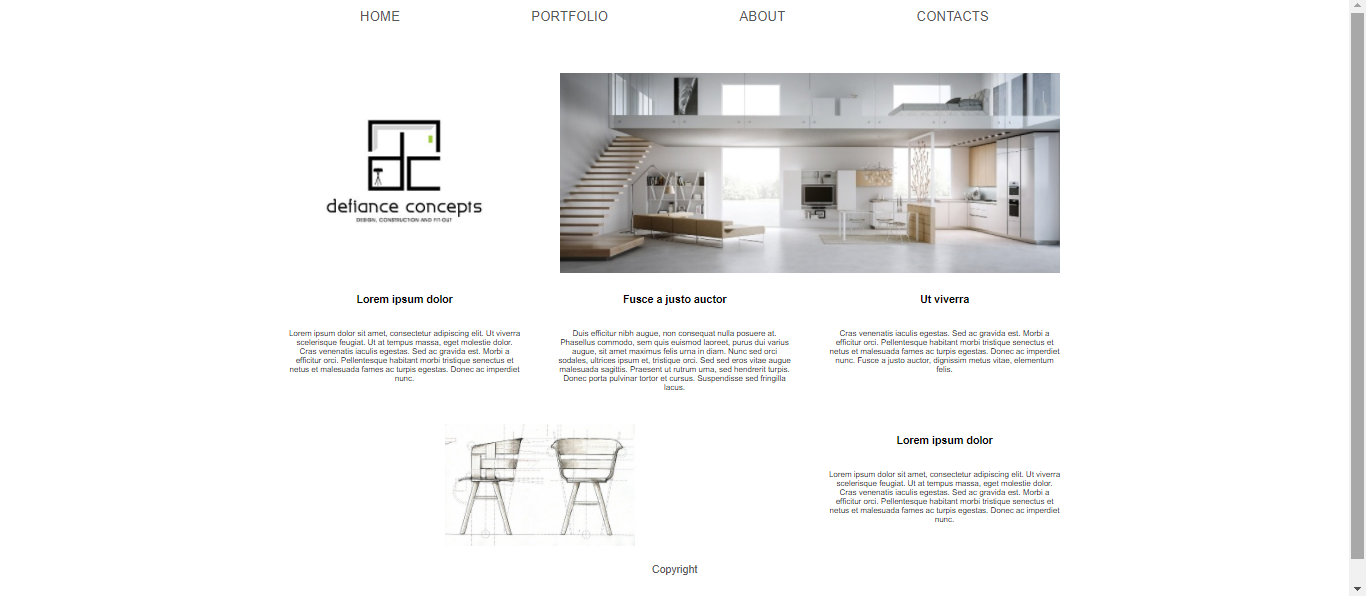 HOME PORTFOLIO ABOUT CONTACTS
defiance concepts
DESIGN, CONSTRUCTION AND FIT-OUT
Lorem ipsum dolor
Lorem ipsum dolor sit amet, consectetur adipiscing elit. Ut viverra
scelerisque feugiat. Ut at tempus massa, eget molestie dolor.
Cras venenatis iaculis egestas. Sed ac gravida est. Morbi a
efficitur orci. Pellentesque habitant morbi tristique senectus et
netus et malesuada fames ac turpis egestas. Donec ac imperdiet
nunc.
Fusce a justo auctor
Duis efficitur nibh augue, non consequat nulla posuere at.
Phasellus commodo, sem quis euismod laoreet, purus dui varius
augue, sit amet maximus felis urna in diam. Nunc sed orci
sodales, ultrices ipsum et, tristique orci. Sed sed eros vitae augue
malesuada sagittis. Praesent ut rutrum urna, sed hendrerit turpis.
Donec porta pulvinar tortor et cursus. Suspendisse sed fringilla
lacus.
Ut viverra
Cras venenatis iaculis egestas. Sed ac gravida est. Morbi a
efficitur orci. Pellentesque habitant morbi tristique senectus et
netus et malesuada fames ac turpis egestas. Donec ac imperdiet
nunc. Fusce a justo auctor, dignissim metus vitae, elementum
felis.
Lorem ipsum dolor
Lorem ipsum dolor sit amet, consectetur adipiscing elit. Ut viverra
scelerisque feugiat. Ut at tempus massa, eget molestie dolor.
Cras venenatis iaculis egestas. Sed ac gravida est. Morbi a
efficitur orci. Pellentesque habitant morbi tristique senectus et
netus et malesuada fames ac turpis egestas. Donec ac imperdiet
nunc.
Copyright